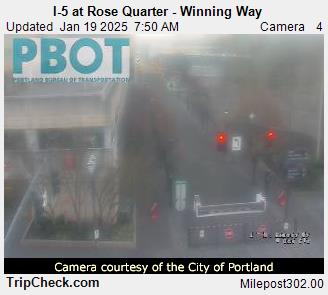 I-5 at Rose Quarter - Winning Way
Updated Jan 19 2025 7:50 AM Camera 4
PBOT
PORTLAND BUREAU OF TRANSPORTATION
Camera courtesy of the City of Portland
TripCheck.com Milepost302.00